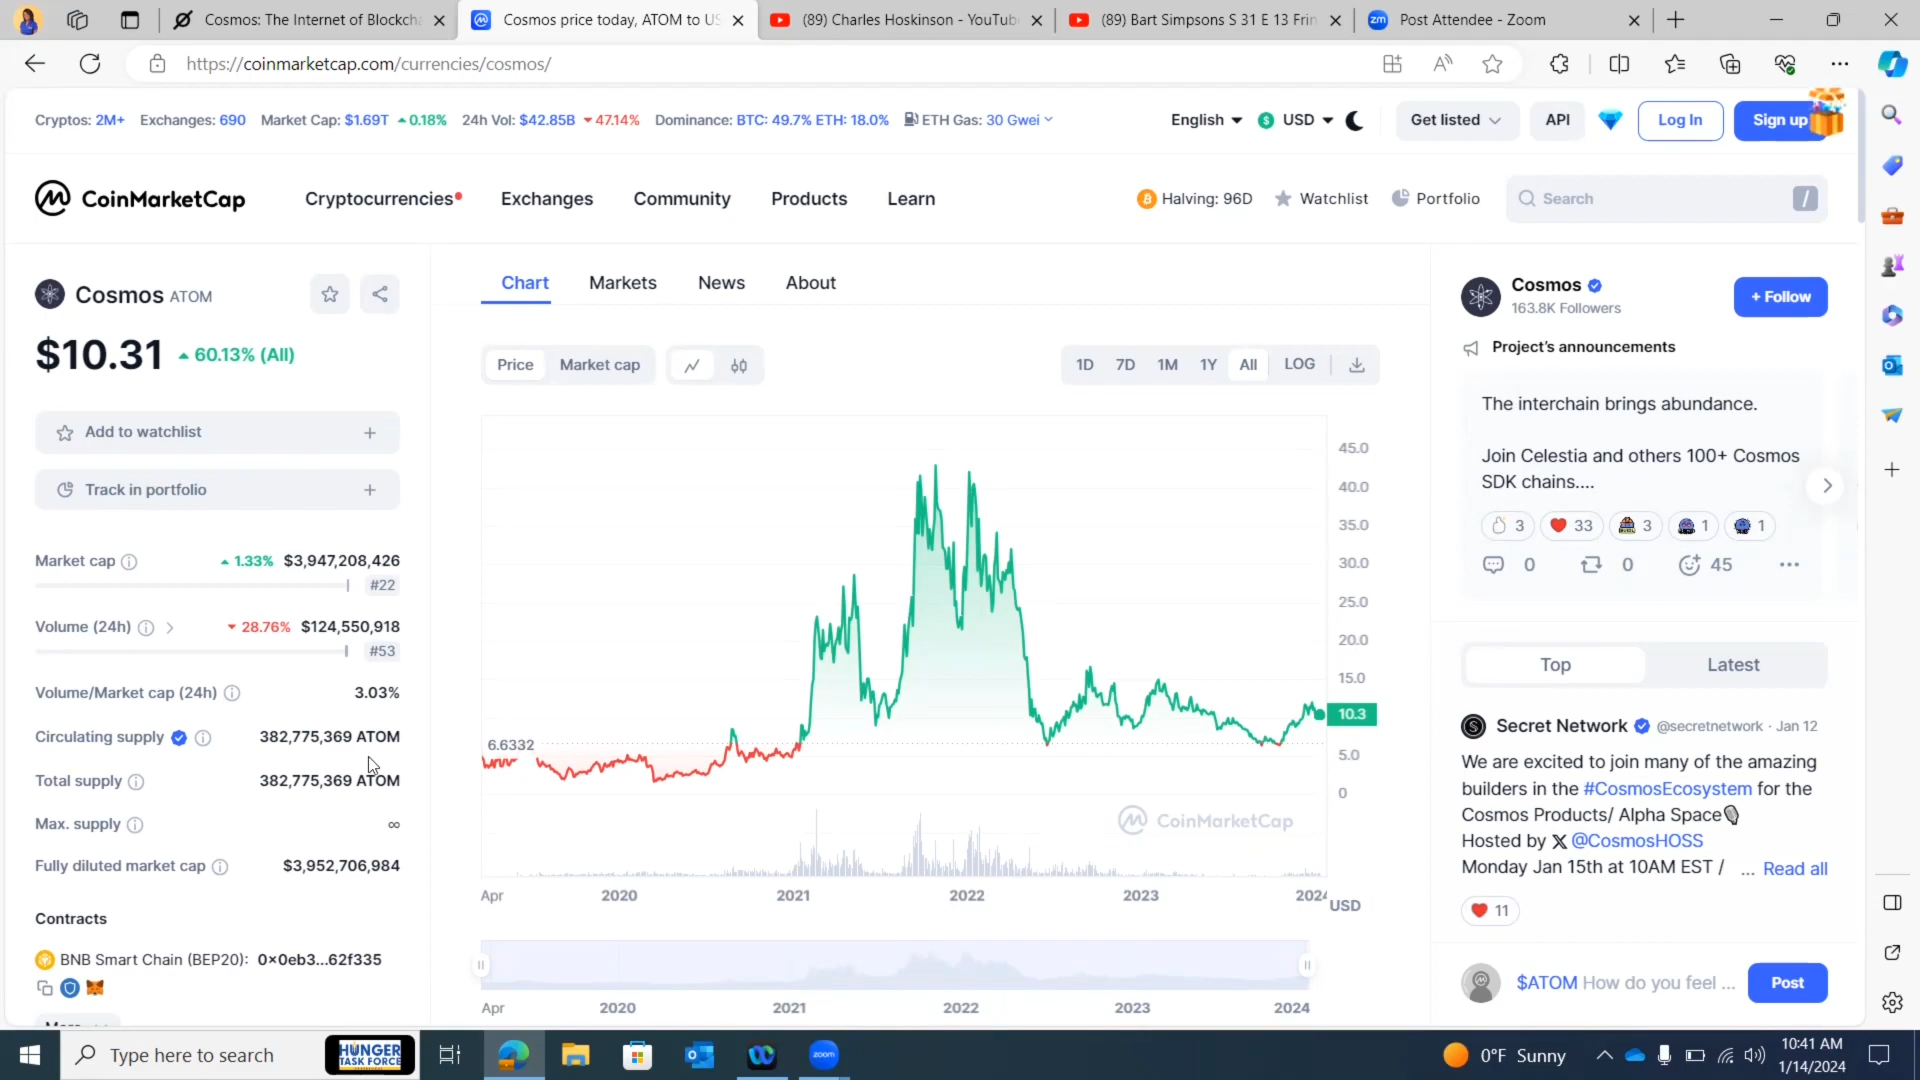 Cosmos: The Internet of Blockcha
Cosmos price today, ATOM to US
(89) Charles Hoskinson - YouTub
(89) Bart Simpsons S 31 E 13 Frin
zm Post Attendee - Zoom
https://coinmarketcap.com/currencies/cosmos/
Cryptos: 2M+ Exchanges: 690 Market Cap: $1.69T 0.18% 24h Vol: $42.85B 47.14% Dominance: BTC: 49.7% ETH: 18.0% ETH Gas: 30 Gwei
English $ USD Get listed API Log In Sign up
CoinMarketCap Cryptocurrencies Exchanges Community Products Learn Halving: 96D Watchlist Portfolio Search /
Cosmos ATOM
$10.31 60.13% (All)
Add to watchlist +
Track in portfolio +
Market cap 1.33% $3,947,208,426
#22
Volume (24h) 28.76% $124,550,918
#53
Volume/Market cap (24h) 3.03%
Circulating supply 382,775,369 ATOM
Total supply 382,775,369 ATOM
Max. supply ∞
Fully diluted market cap $3,952,706,984
Contracts
BNB Smart Chain (BEP20): 0x0eb3...62f335
Chart Markets News About
Price Market cap 1D 7D 1M 1Y All LOG
45.0
40.0
35.0
30.0
25.0
20.0
15.0
10.3
6.6332
5.0
0
CoinMarketCap
Apr 2020 2021 2022 2023 2024
USD
Apr 2020 2021 2022 2023 2024
Cosmos
163.8K Followers
+ Follow
Project's announcements
The interchain brings abundance.
Join Celestia and others 100+ Cosmos
SDK chains....
3 33 3 1 1
0 0 45
Top Latest
Secret Network @secretnetwork · Jan 12
We are excited to join many of the amazing
builders in the #CosmosEcosystem for the
Cosmos Products/ Alpha Space
Hosted by X @CosmosHOSS
Monday Jan 15th at 10AM EST / ... Read all
11
$ATOM How do you feel ... Post
Type here to search
HUNGER
TASK FORCE
zoom
0°F Sunny
10:41 AM
1/14/2024